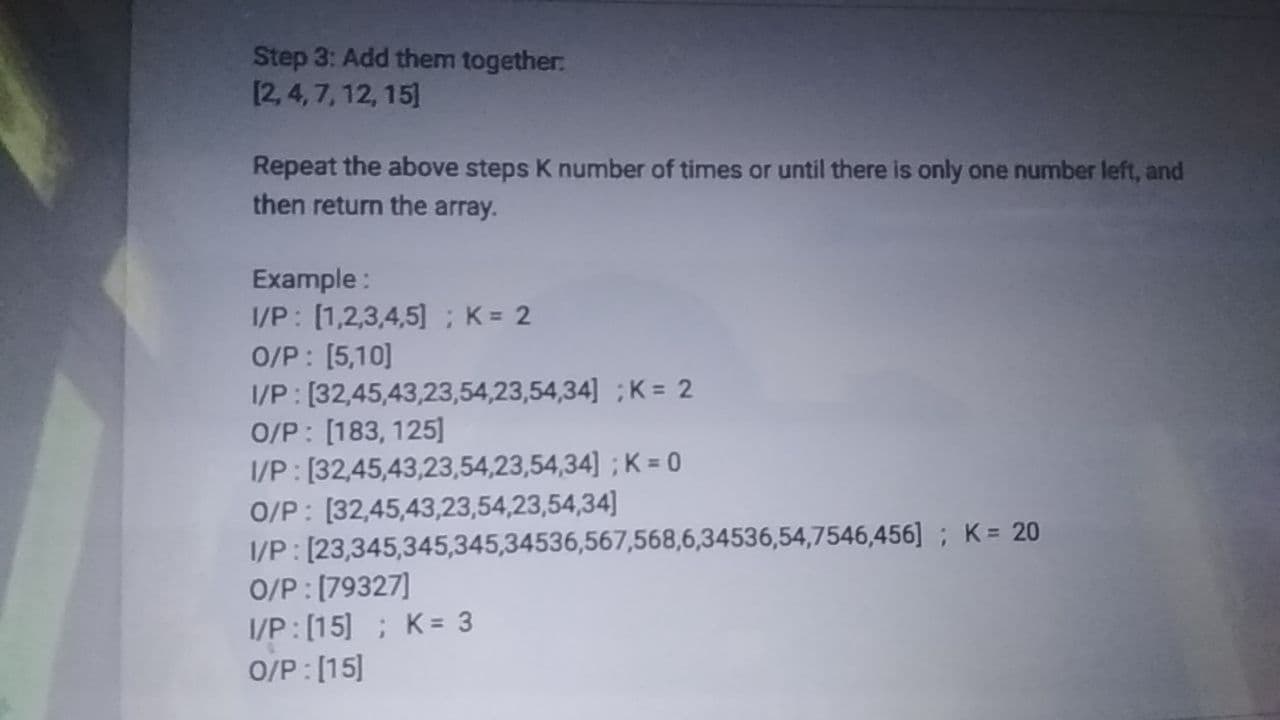 Step 3: Add them together:
[2, 4, 7, 12, 15]
Repeat the above steps K number of times or until there is only one number left, and
then return the array.
Example :
I/P : [1,2,3,4,5] ; K = 2
O/P : [5,10]
I/P : [32,45,43,23,54,23,54,34] ; K = 2
O/P : [183, 125]
I/P : [32,45,43,23,54,23,54,34] ; K = 0
O/P : [32,45,43,23,54,23,54,34]
I/P : [23,345,345,345,34536,567,568,6,34536,54,7546,456] ; K = 20
O/P : [79327]
I/P : [15] ; K = 3
O/P : [15]